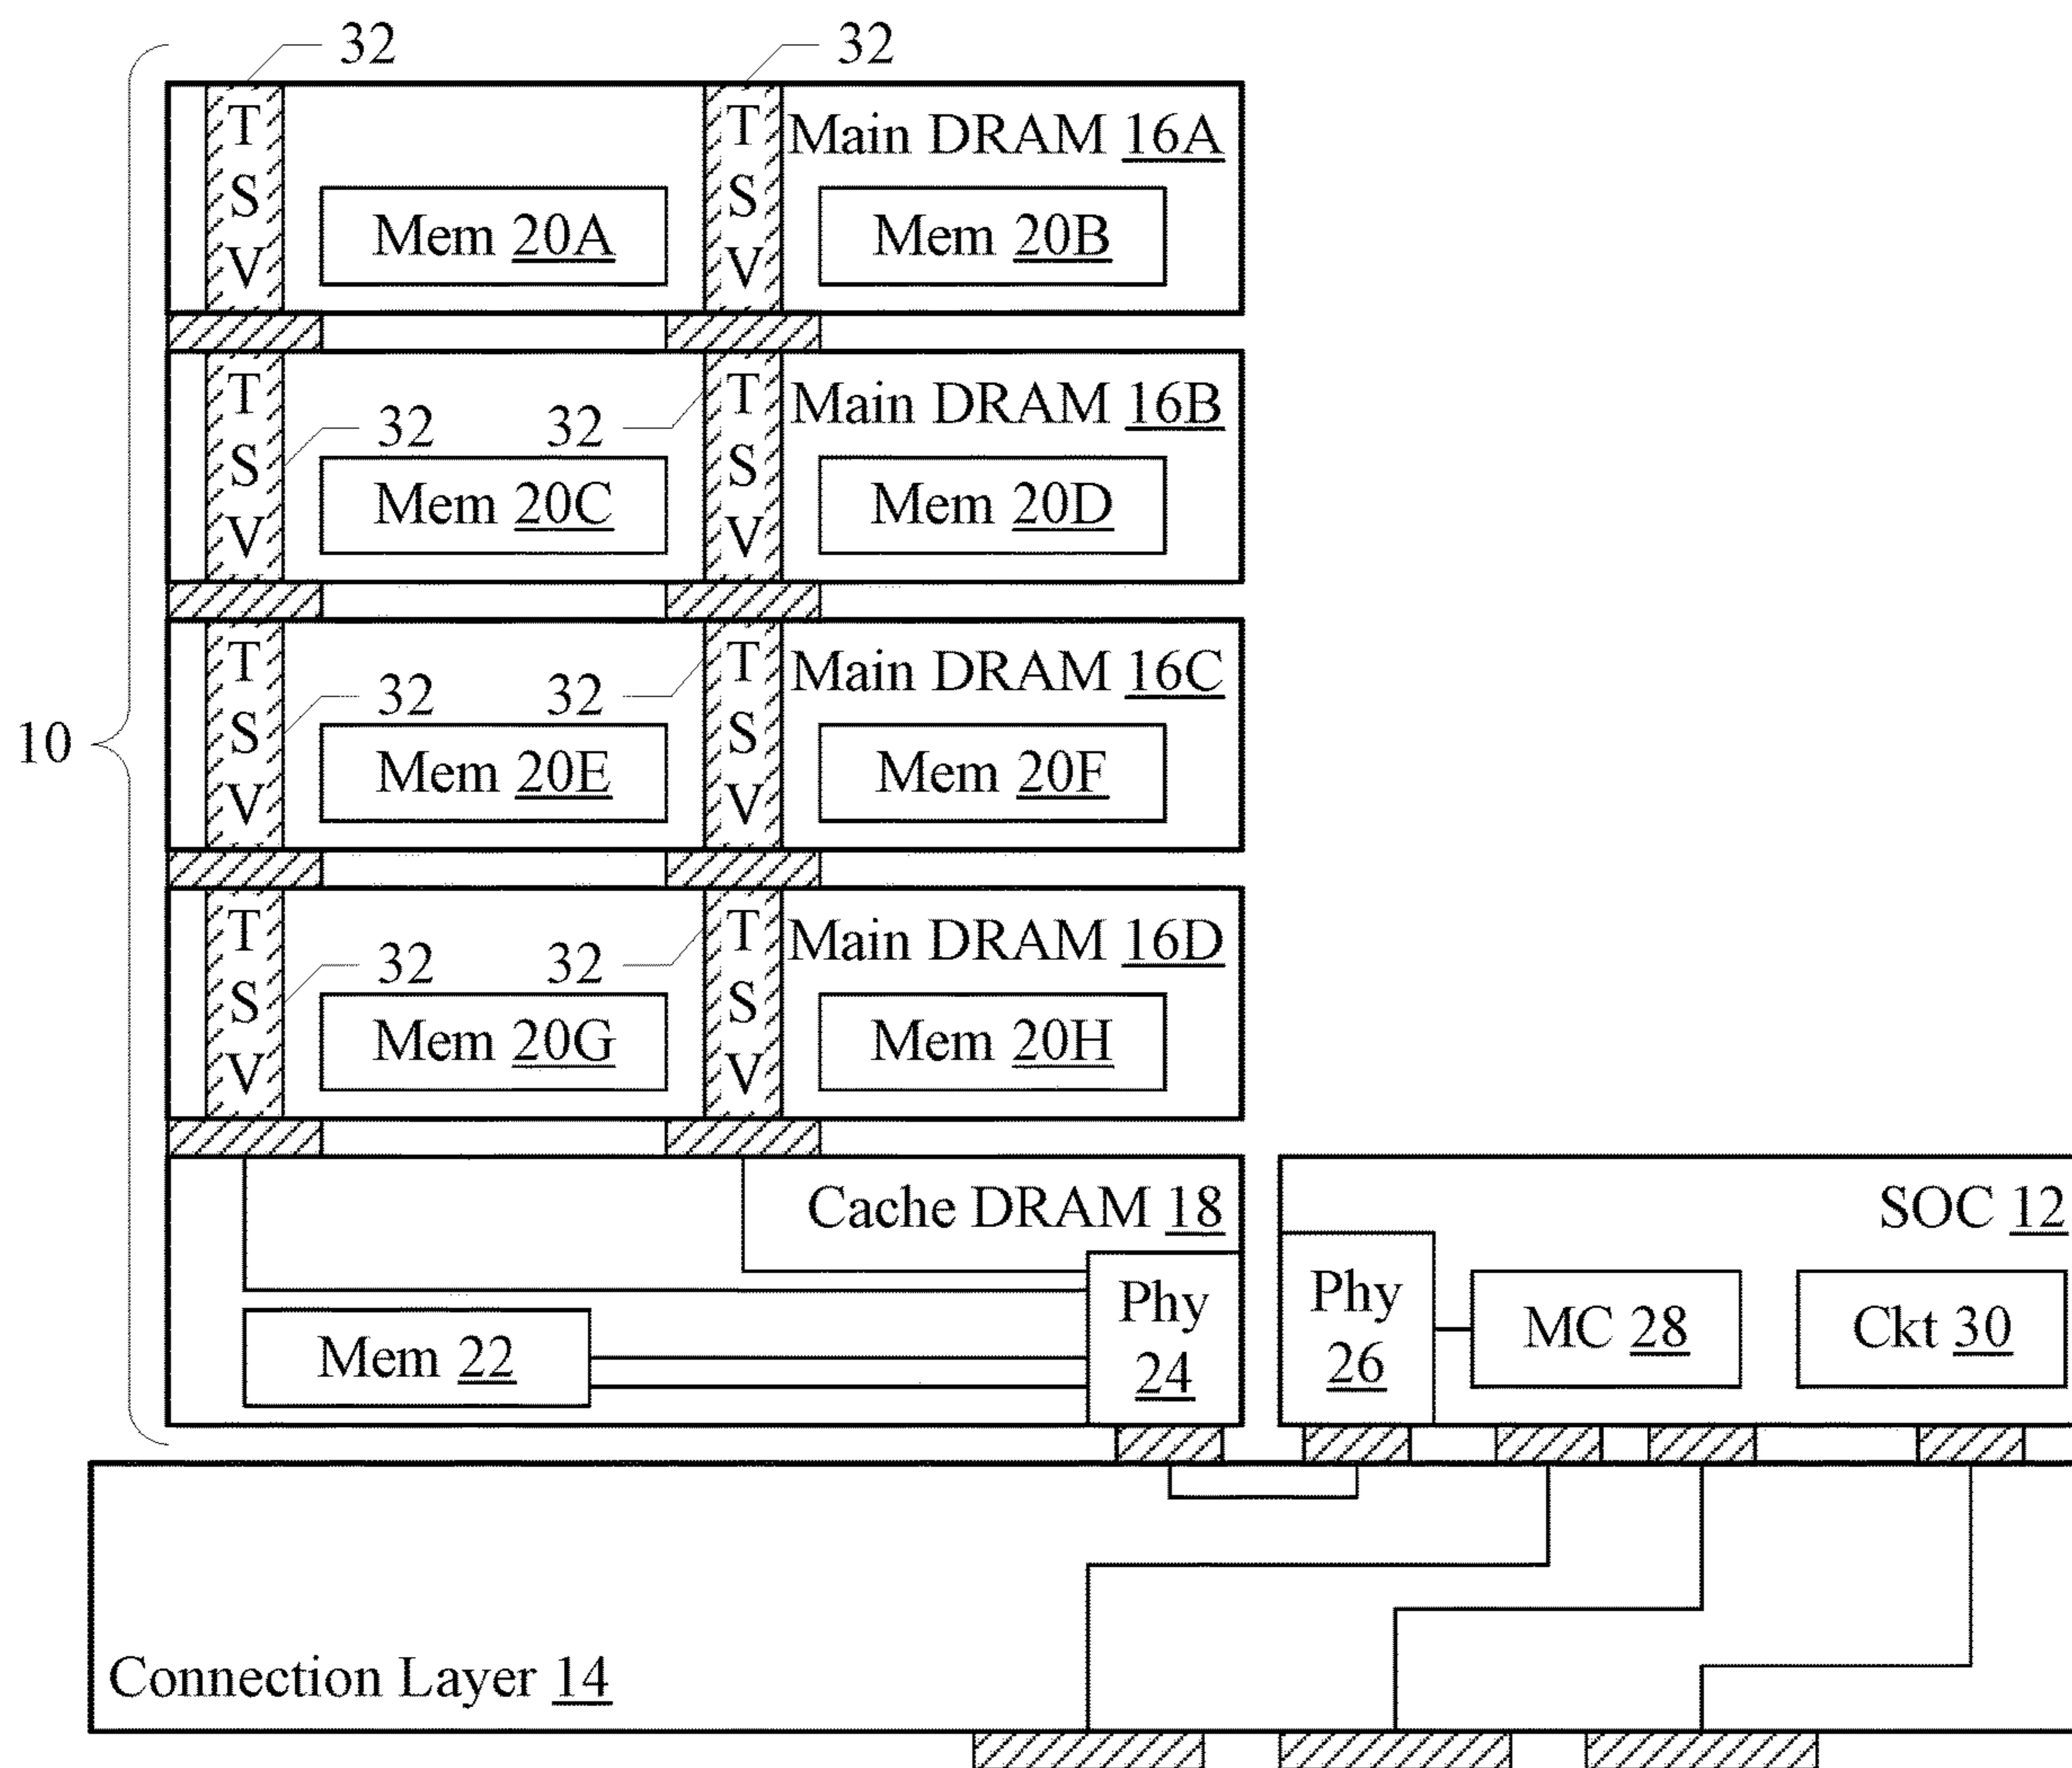 32 32
T
S
V
T
S
V
Main DRAM 16A
Mem 20A
Mem 20B
T
S
V
T
S
V
Main DRAM 16B
32 32
Mem 20C
Mem 20D
T
S
V
T
S
V
Main DRAM 16C
32 32
Mem 20E
Mem 20F
10
T
S
V
T
S
V
Main DRAM 16D
32 32
Mem 20G
Mem 20H
Cache DRAM 18
Phy
24
Mem 22
SOC 12
Phy
26
MC 28
Ckt 30
Connection Layer 14